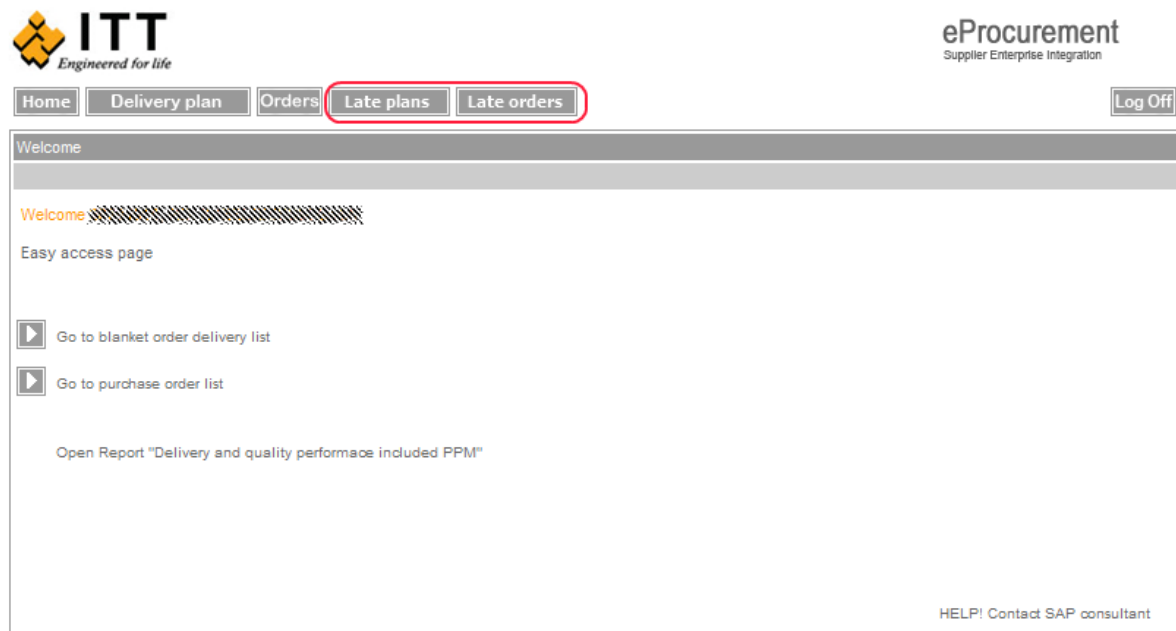 ITT
Engineered for life
eProcurement
Supplier Enterprise Integration
Home Delivery plan Orders Late plans Late orders Log Off
Welcome
Welcome
Easy access page
Go to blanket order delivery list
Go to purchase order list
Open Report "Delivery and quality performace included PPM"
HELP! Contact SAP consultant